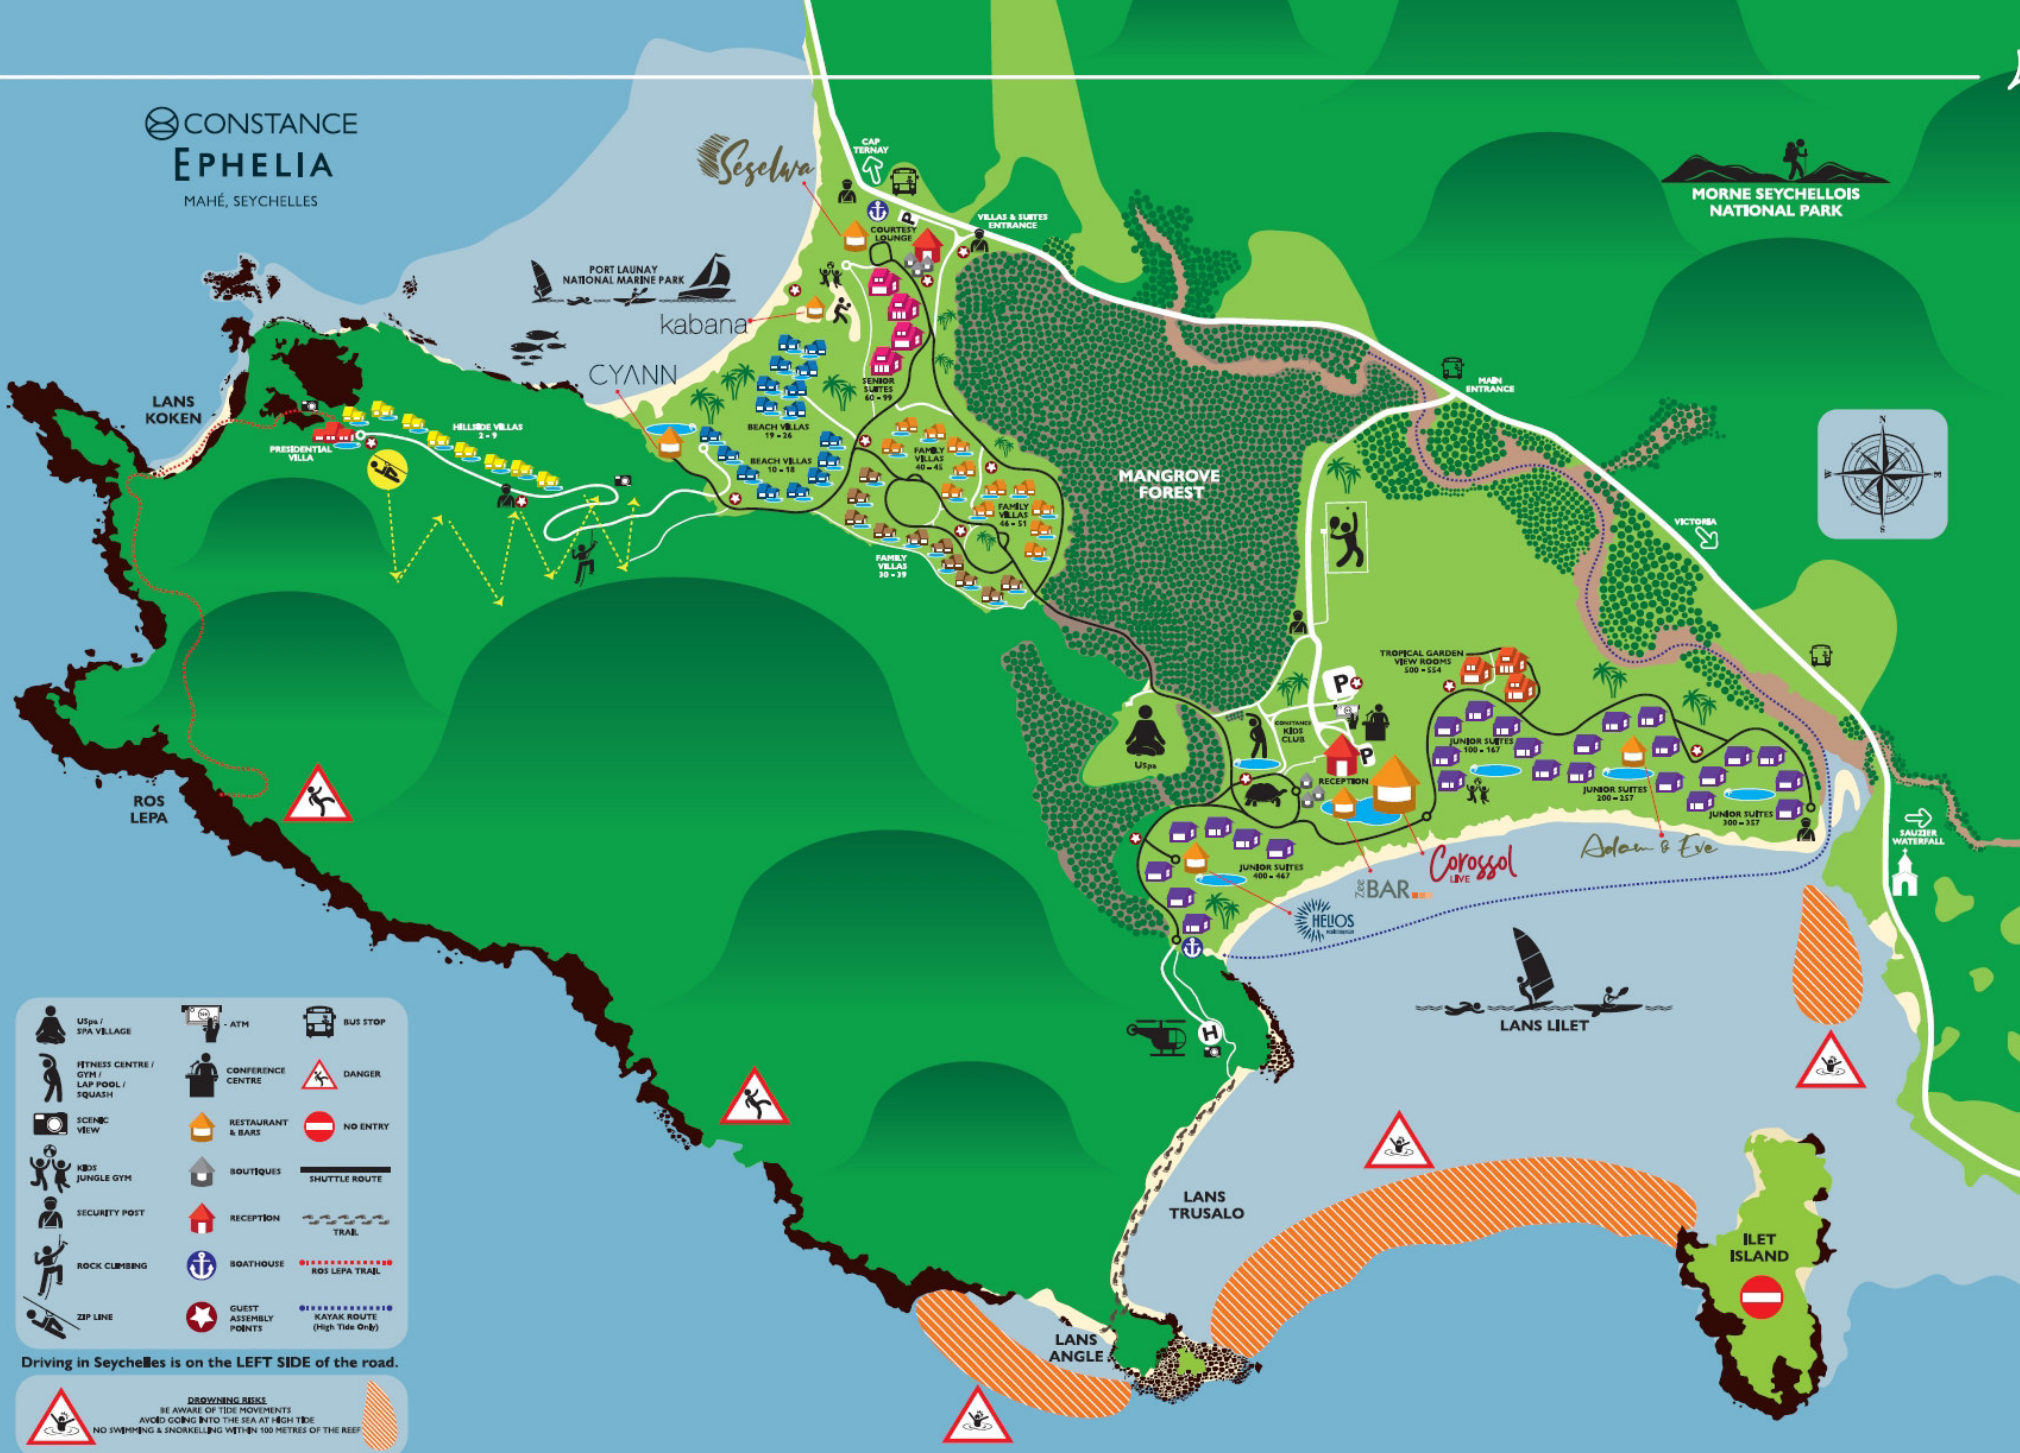 CONSTANCE
EPHELIA
MAHÉ, SEYCHELLES
Seselwa
CAP
TERNAY
P
COURTESY
LOUNGE
VILLAS & SUITES
ENTRANCE
MORNE SEYCHELLOIS
NATIONAL PARK
PORT LAUNAY
NATIONAL MARINE PARK
kabana
CYANN
LANS
KOKEN
PRESIDENTIAL
VILLA
HILLSIDE VILLAS
2 - 9
SENIOR
SUITES
60 - 99
BEACH VILLAS
19 - 26
BEACH VILLAS
10 - 18
FAMILY
VILLAS
40 - 45
FAMILY
VILLAS
46 - 51
FAMILY
VILLAS
30 - 39
MAIN
ENTRANCE
MANGROVE
FOREST
N
W
E
S
VICTORIA
TROPICAL GARDEN
VIEW ROOMS
500 - 554
P
USpa
CONSTANCE
KIDS
CLUB
P
RECEPTION
JUNIOR SUITES
100 - 167
JUNIOR SUITES
200 - 257
JUNIOR SUITES
300 - 357
JUNIOR SUITES
400 - 467
ROS
LEPA
SAUZIER
WATERFALL
Adam & Eve
Corossol
LIVE
Zee BAR
HELIOS
LANS LILET
H
LANS
TRUSALO
LANS
ANGLE
ILET
ISLAND
USpa /
SPA VILLAGE
- ATM
BUS STOP
FITNESS CENTRE /
GYM /
LAP POOL /
SQUASH
CONFERENCE
CENTRE
DANGER
SCENIC
VIEW
RESTAURANT
& BARS
NO ENTRY
KIDS
JUNGLE GYM
BOUTIQUES
SHUTTLE ROUTE
SECURITY POST
RECEPTION
TRAIL
ROCK CLIMBING
BOATHOUSE
ROS LEPA TRAIL
ZIP LINE
GUEST
ASSEMBLY
POINTS
KAYAK ROUTE
(High Tide Only)
Driving in Seychelles is on the LEFT SIDE of the road.
DROWNING RISKS
BE AWARE OF TIDE MOVEMENTS
AVOID GOING INTO THE SEA AT HIGH TIDE
NO SWIMMING & SNORKELLING WITHIN 100 METRES OF THE REEF